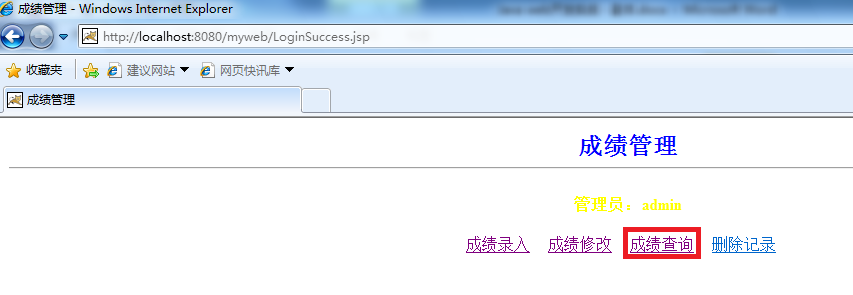 成绩管理 - Windows Internet Explorer
http://localhost:8080/myweb/LoginSuccess.jsp
收藏夹 建议网站 网页快讯库
成绩管理
成绩管理
管理员：admin
成绩录入 成绩修改 成绩查询 删除记录